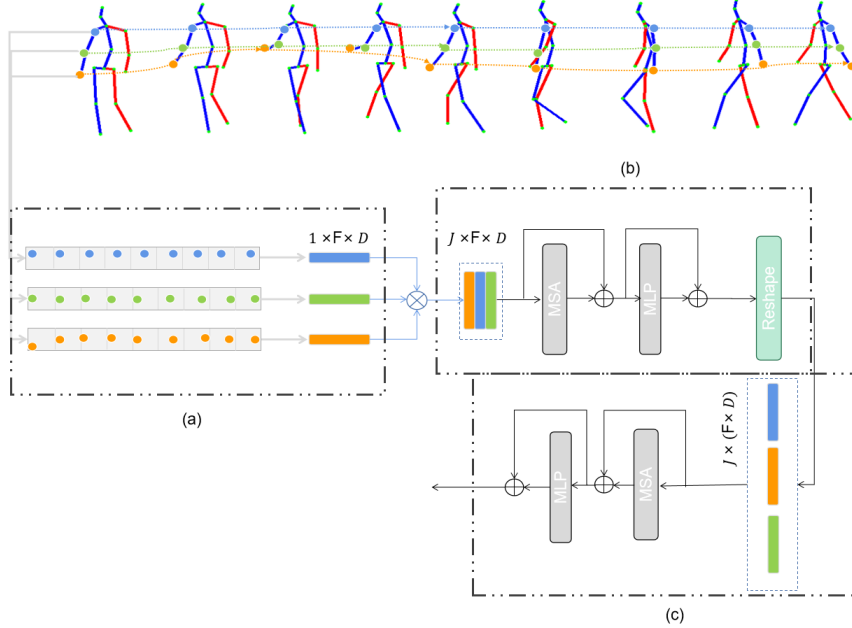 (b)
1 ×F× D
J ×F× D
MSA
MLP
Reshape
(a)
J × (F× D)
MLP
MSA
(c)